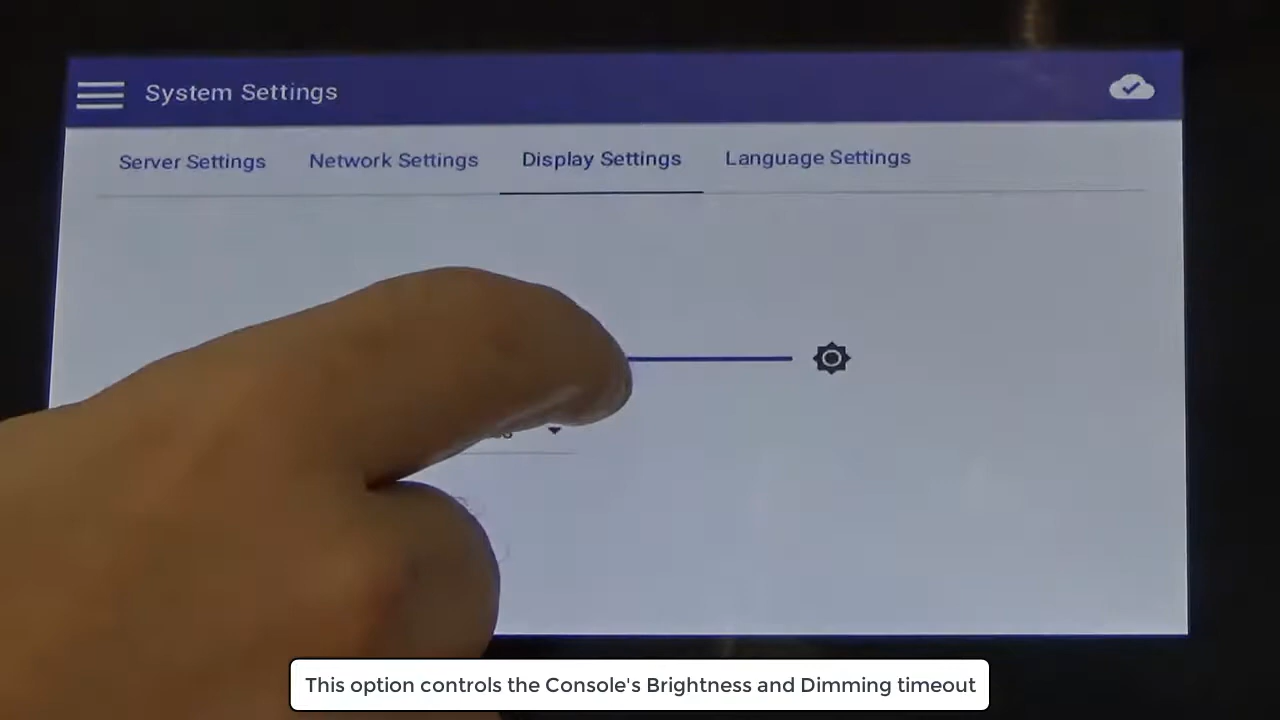 System Settings
Server Settings Network Settings Display Settings Language Settings
This option controls the Console's Brightness and Dimming timeout